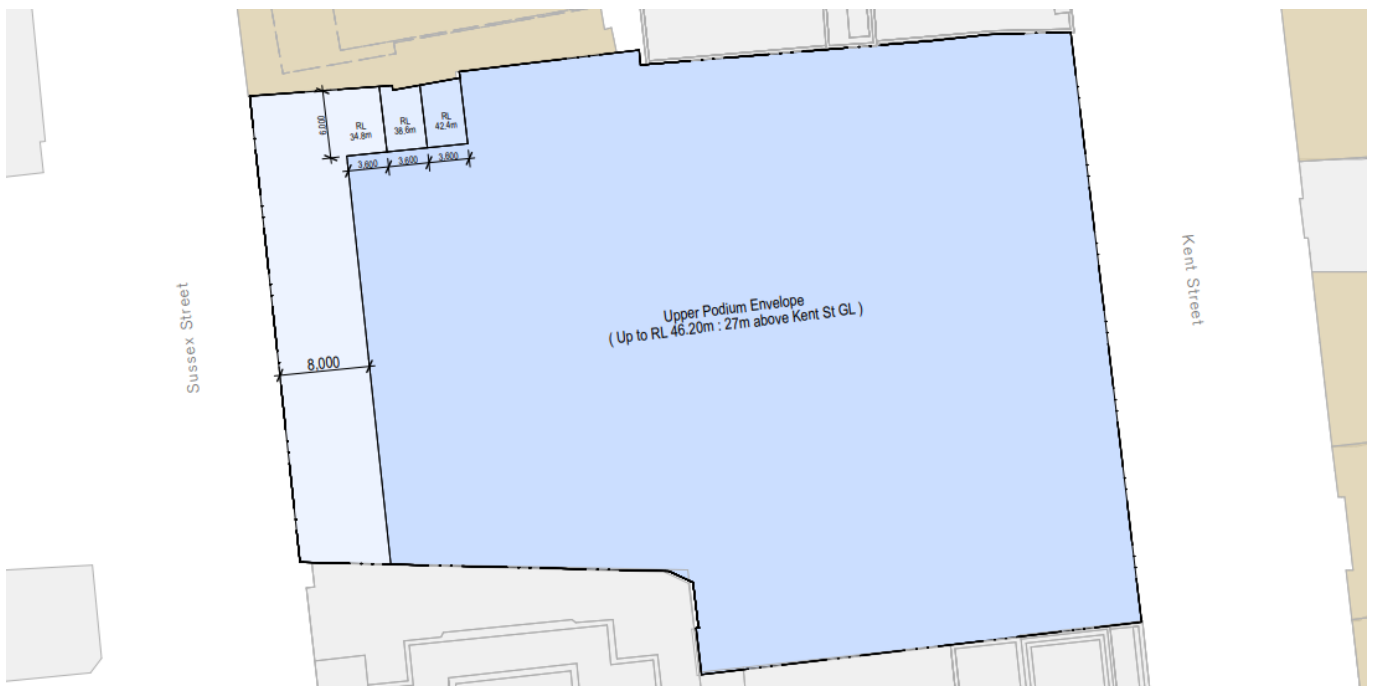 6,000
RL
34.8m
RL
38.6m
RL
42.4m
3,600
3,600
3,600
Upper Podium Envelope
( Up to RL 46.20m : 27m above Kent St GL )
Sussex Street
Kent Street
8,000